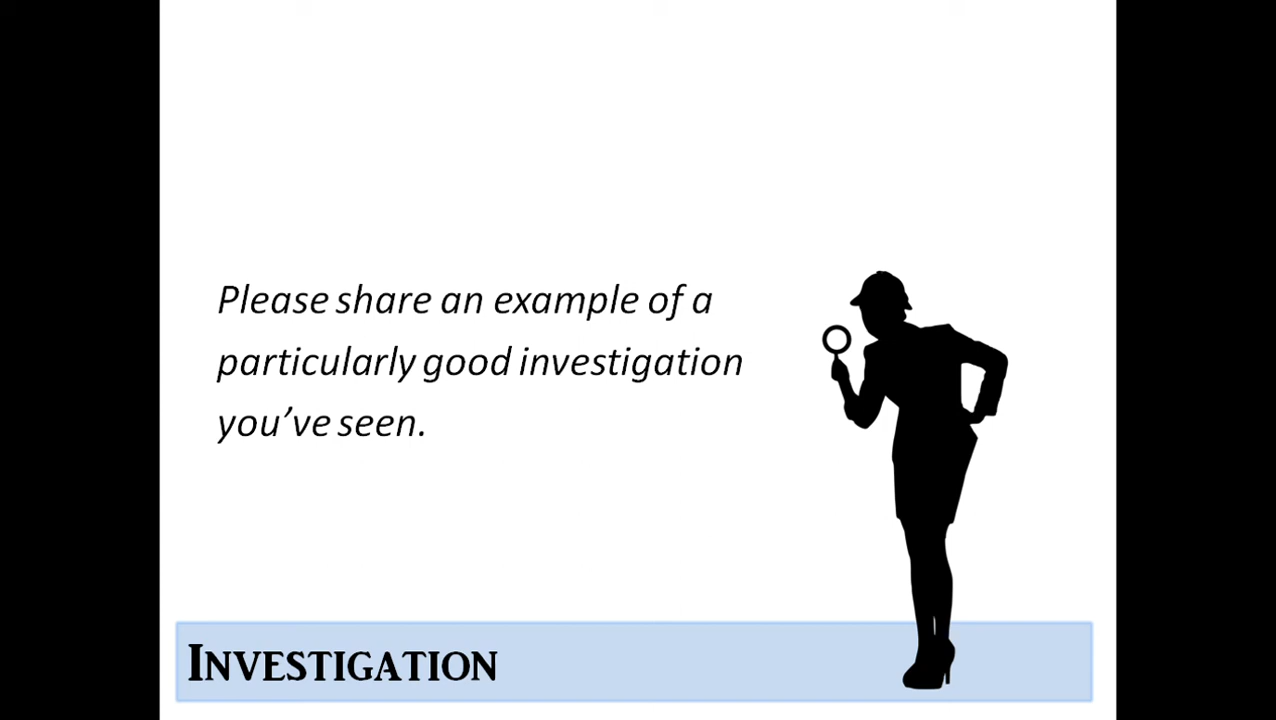 Please share an example of a
particularly good investigation
you’ve seen.
Investigation